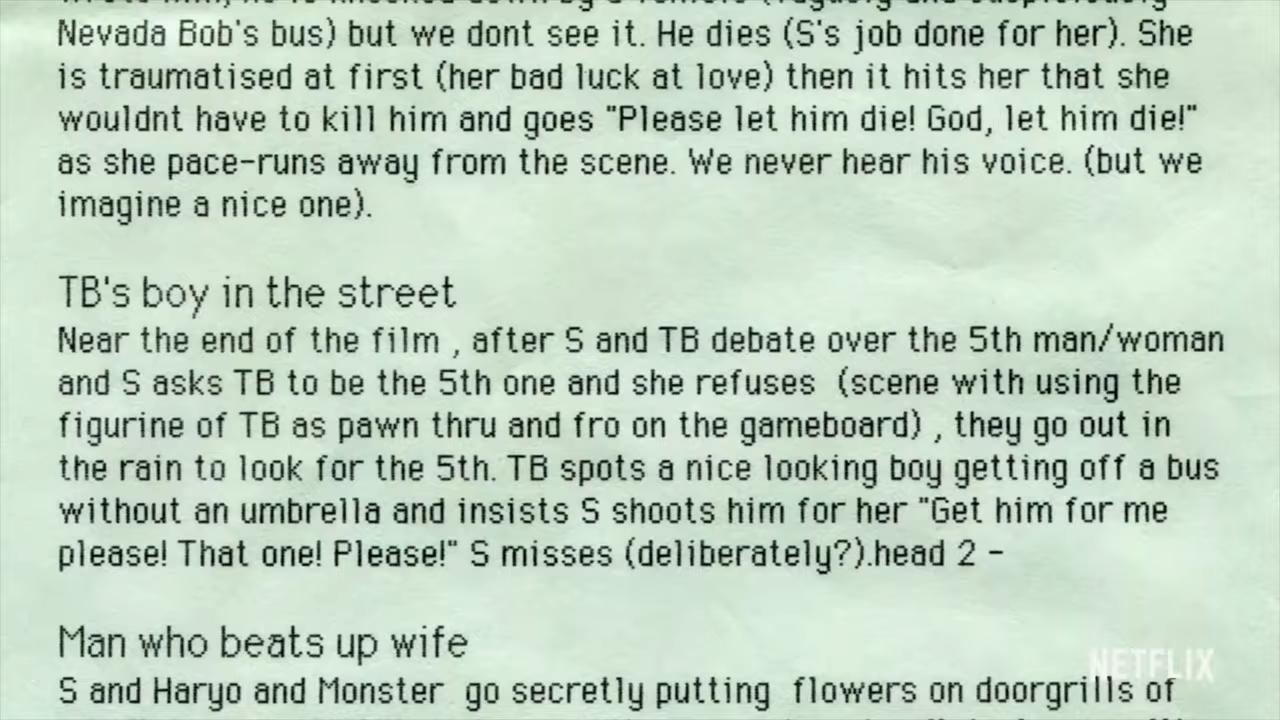 Nevada Bob's bus) but we dont see it. He dies (S's job done for her). She
is traumatised at first (her bad luck at love) then it hits her that she
wouldnt have to kill him and goes "Please let him die! God, let him die!"
as she pace-runs away from the scene. We never hear his voice. (but we
imagine a nice one).
TB's boy in the street
Near the end of the film , after S and TB debate over the 5th man/woman
and S asks TB to be the 5th one and she refuses (scene with using the
figurine of TB as pawn thru and fro on the gameboard) , they go out in
the rain to look for the 5th. TB spots a nice looking boy getting off a bus
without an umbrella and insists S shoots him for her "Get him for me
please! That one! Please!" S misses (deliberately?).head 2 -
Man who beats up wife
S and Haryo and Monster go secretly putting flowers on doorgrills of
NETFLIX